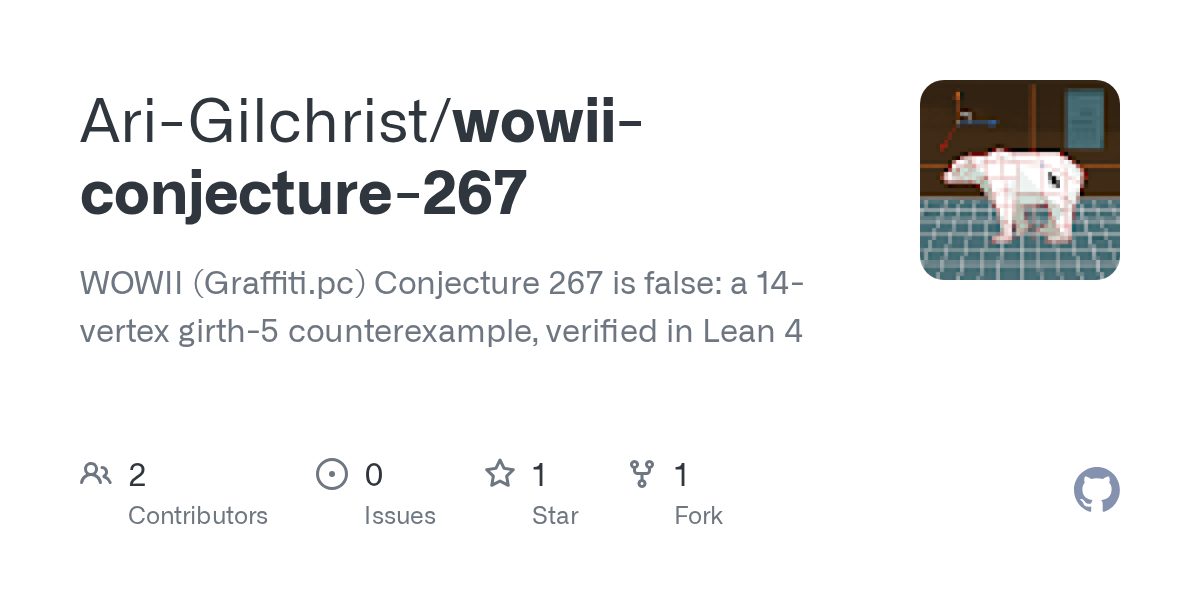 Ari-Gilchrist/wowii-
conjecture-267
WOWII (Graffiti.pc) Conjecture 267 is false: a 14-
vertex girth-5 counterexample, verified in Lean 4
2
Contributors
0
Issues
1
Star
1
Fork